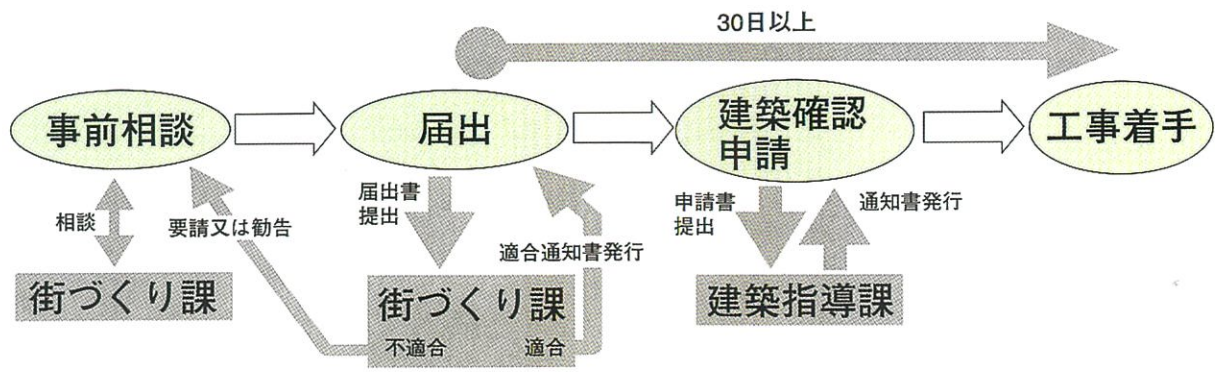 30日以上
事前相談
届出
建築確認
申請
工事着手
相談
要請又は勧告
届出書
提出
適合通知書発行
申請書
提出
通知書発行
街づくり課
街づくり課
不適合
適合
建築指導課